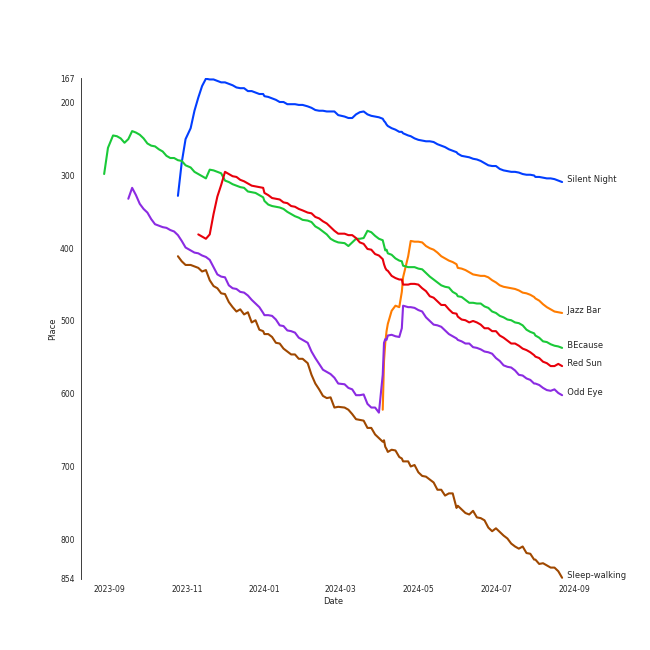 167
200
300
400
500
600
700
800
854
Place
2023-09
2023-11
2024-01
2024-03
2024-05
2024-07
2024-09
Date
Silent Night
Jazz Bar
BEcause
Red Sun
Odd Eye
Sleep-walking